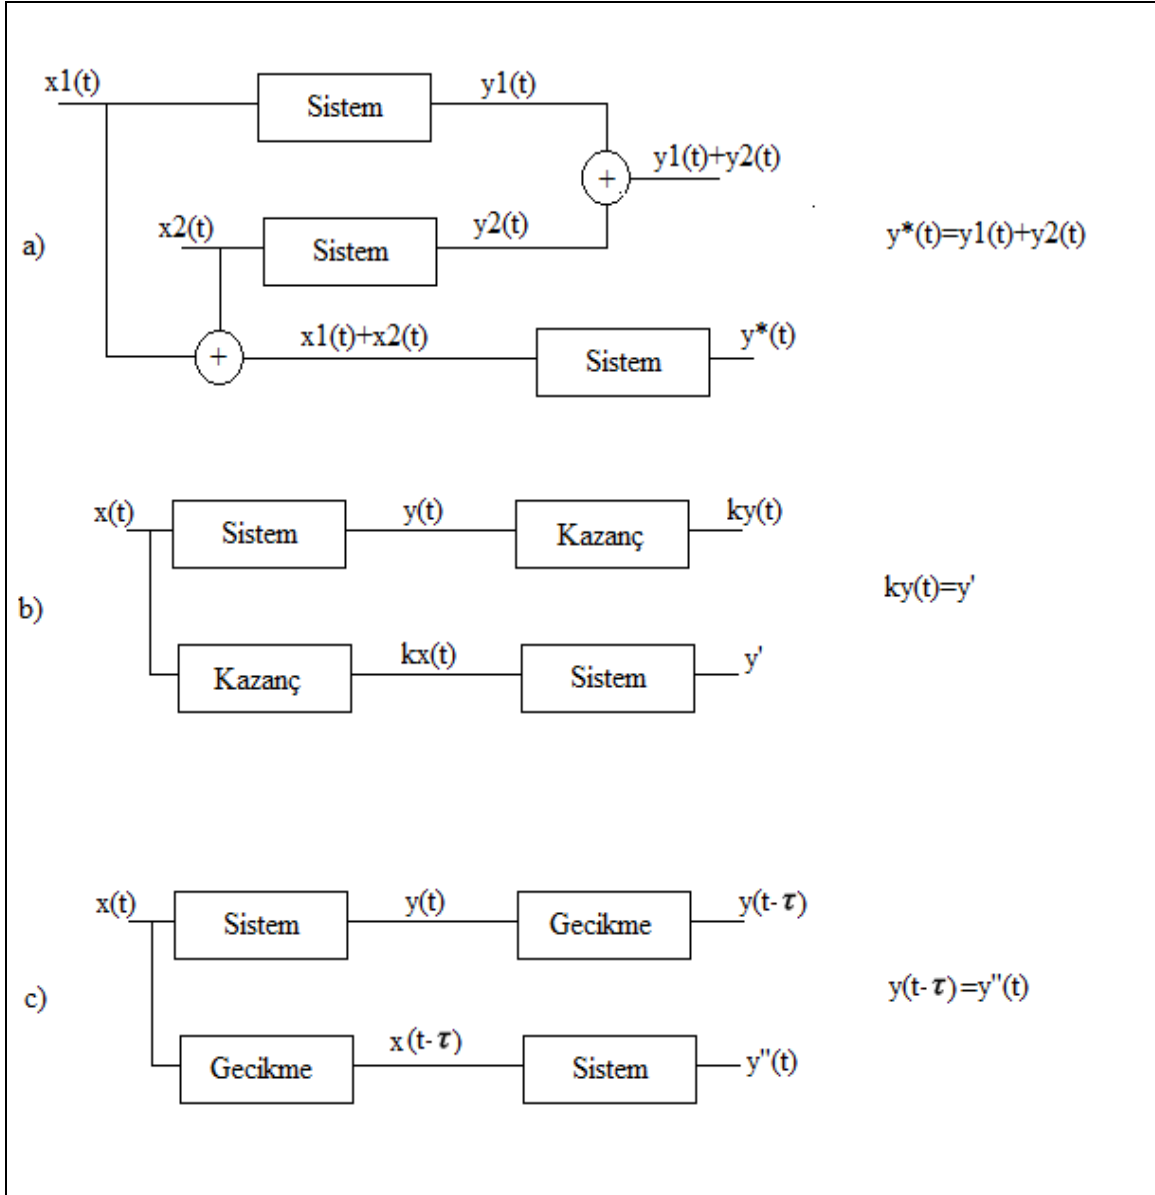 x1(t)
Sistem
y1(t)
+
y1(t)+y2(t)
a)
x2(t)
Sistem
y2(t)
y*(t)=y1(t)+y2(t)
+
x1(t)+x2(t)
Sistem
y*(t)
b)
x(t)
Sistem
y(t)
Kazanç
ky(t)
ky(t)=y'
Kazanç
kx(t)
Sistem
y'
c)
x(t)
Sistem
y(t)
Gecikme
y(t-τ)
y(t-τ)=y"(t)
Gecikme
x(t-τ)
Sistem
y"(t)